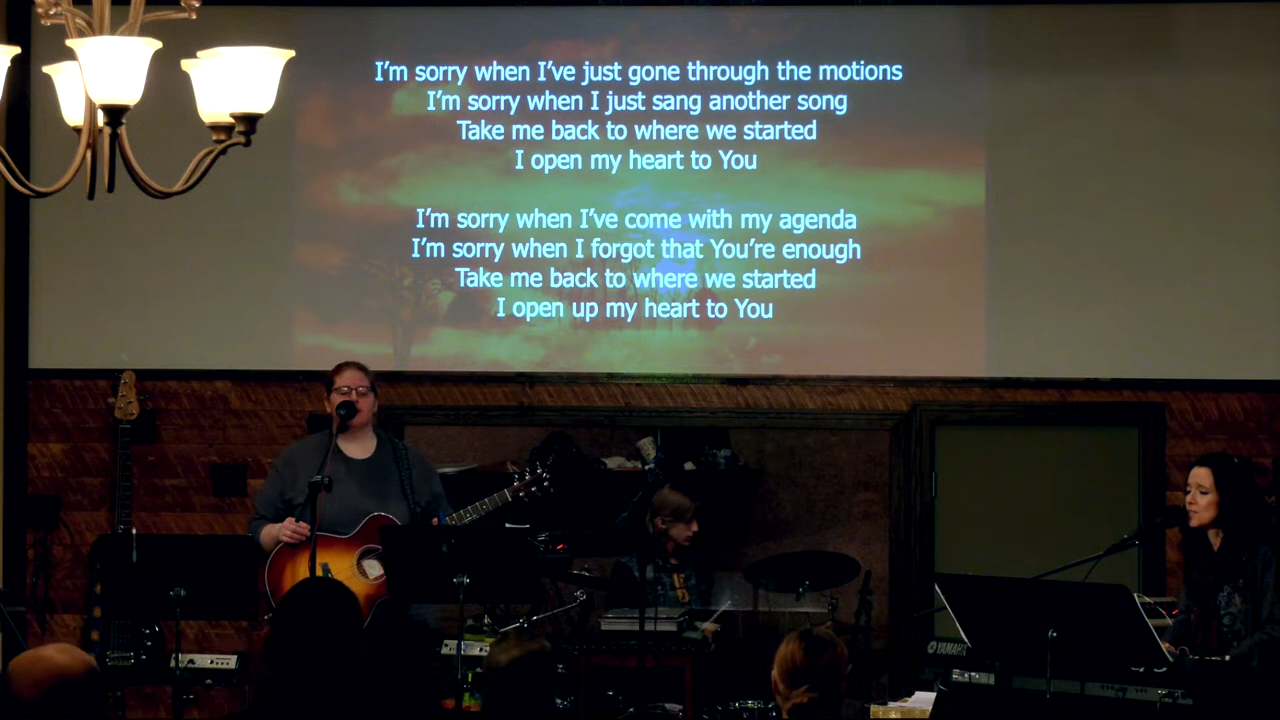 I'm sorry when I've just gone through the motions
I'm sorry when I just sang another song
Take me back to where we started
I open my heart to You
I'm sorry when I've come with my agenda
I'm sorry when I forgot that You're enough
Take me back to where we started
I open up my heart to You
YAMAHA